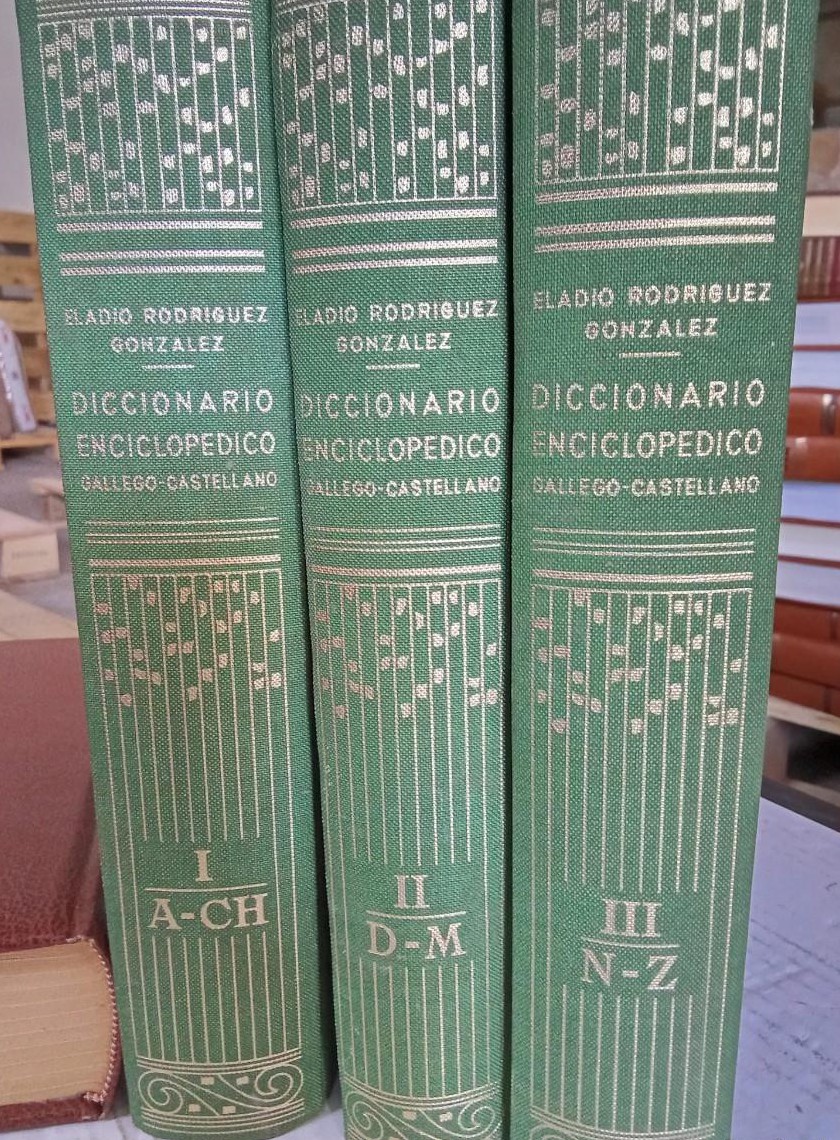 ELADIO RODRIGUEZ
GONZALEZ
DICCIONARIO
ENCICLOPEDICO
GALLEGO-CASTELLANO
I
A-CH
ELADIO RODRIGUEZ
GONZALEZ
DICCIONARIO
ENCICLOPEDICO
GALLEGO-CASTELLANO
II
D-M
ELADIO RODRIGUEZ
GONZALEZ
DICCIONARIO
ENCICLOPEDICO
GALLEGO-CASTELLANO
III
N-Z